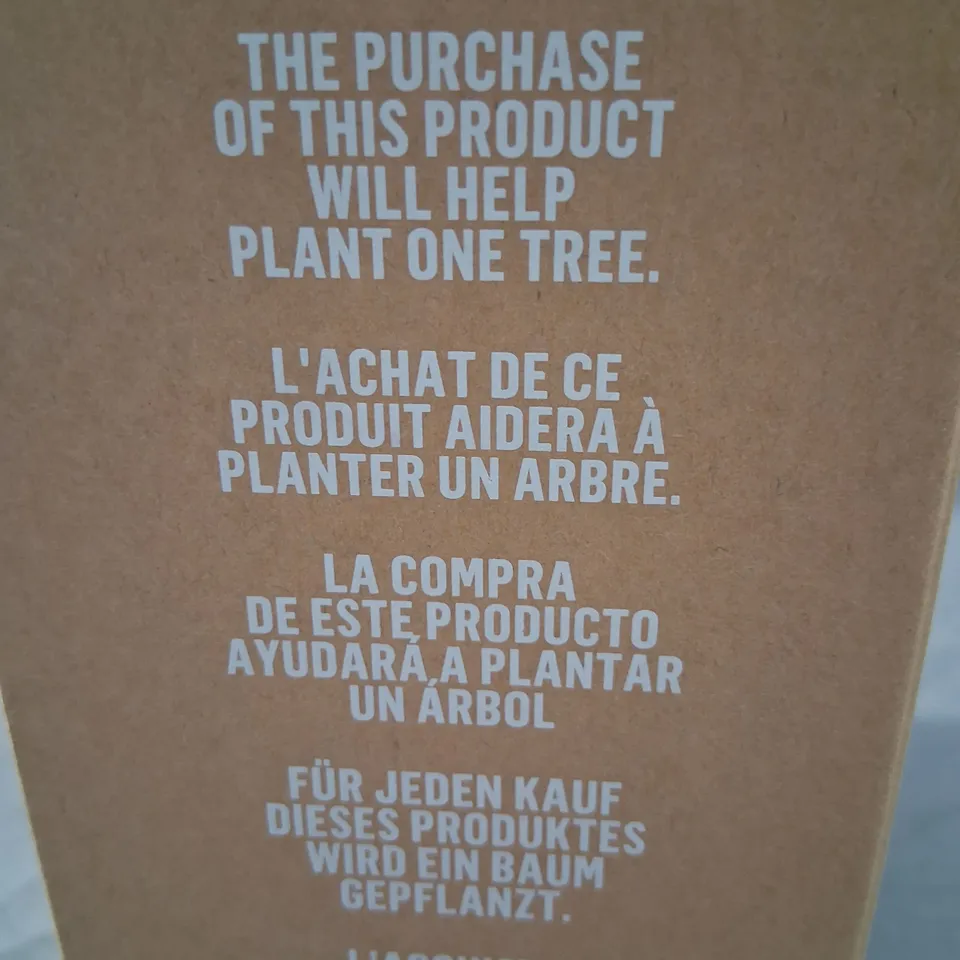 THE PURCHASE
OF THIS PRODUCT
WILL HELP
PLANT ONE TREE.
L'ACHAT DE CE
PRODUIT AIDERA À
PLANTER UN ARBRE.
LA COMPRA
DE ESTE PRODUCTO
AYUDARÁ A PLANTAR
UN ÁRBOL
FÜR JEDEN KAUF
DIESES PRODUKTES
WIRD EIN BAUM
GEPFLANZT.